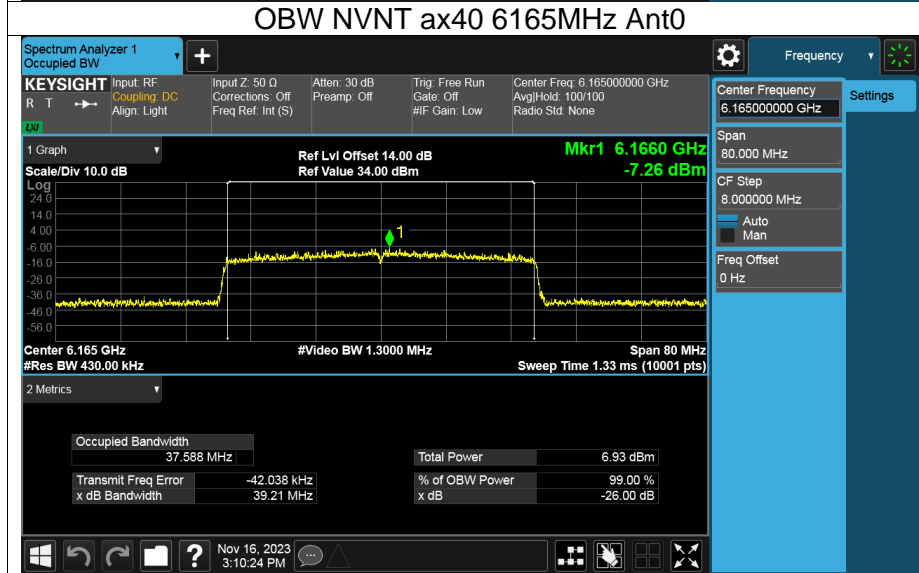 OBW NVNT ax40 6165MHz Ant0
Spectrum Analyzer 1
Occupied BW
+
Frequency
KEYSIGHT
R T
LXI
Input: RF
Coupling: DC
Align: Light
Input Z: 50 Ω
Corrections: Off
Freq Ref: Int (S)
Atten: 30 dB
Preamp: Off
Trig: Free Run
Gate: Off
#IF Gain: Low
Center Freq: 6.165000000 GHz
Avg|Hold: 100/100
Radio Std: None
Center Frequency
6.165000000 GHz
Settings
Span
80.000 MHz
CF Step
8.000000 MHz
Auto
Man
Freq Offset
0 Hz
1 Graph
Scale/Div 10.0 dB
Ref Lvl Offset 14.00 dB
Ref Value 34.00 dBm
Mkr1 6.1660 GHz
-7.26 dBm
Log
24.0
14.0
4.00
-6.00
-16.0
-26.0
-36.0
-46.0
-56.0
1
Center 6.165 GHz
#Video BW 1.3000 MHz
Span 80 MHz
#Res BW 430.00 kHz
Sweep Time 1.33 ms (10001 pts)
2 Metrics
Occupied Bandwidth
37.588 MHz
Total Power 6.93 dBm
Transmit Freq Error -42.038 kHz
% of OBW Power 99.00 %
x dB Bandwidth 39.21 MHz
x dB -26.00 dB
?
Nov 16, 2023
3:10:24 PM